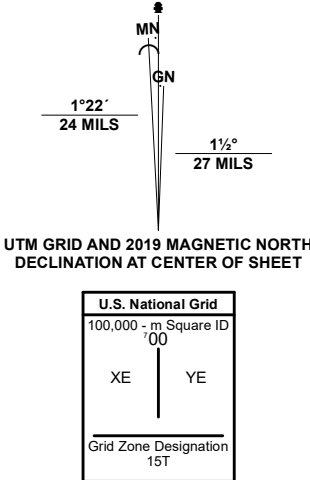 MN
GN
1°22´
24 MILS
1½°
27 MILS
UTM GRID AND 2019 MAGNETIC NORTH
DECLINATION AT CENTER OF SHEET
U.S. National Grid
100,000 - m Square ID
⁷00
XE YE
Grid Zone Designation
15T